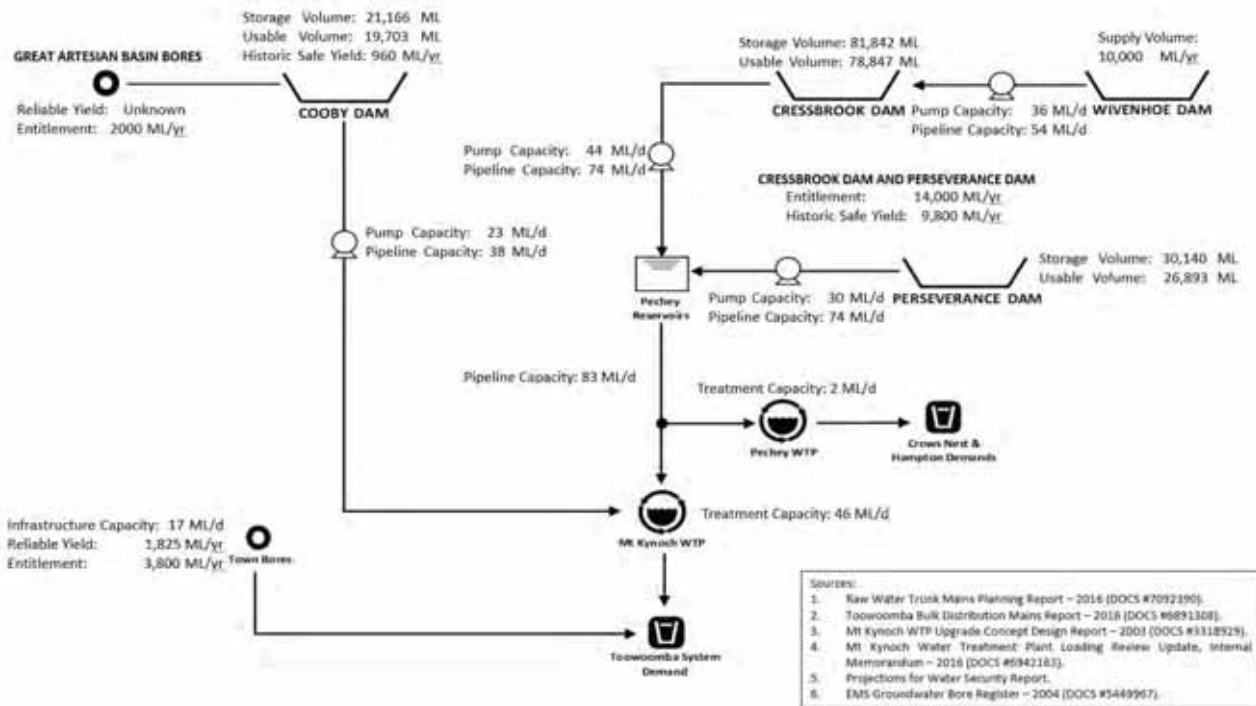 Storage Volume: 21,166 ML
Usable Volume: 19,703 ML
Historic Safe Yield: 960 ML/yr
GREAT ARTESIAN BASIN BORES
Reliable Yield: Unknown
Entitlement: 2000 ML/yr
COOBY DAM
Storage Volume: 81,842 ML
Usable Volume: 78,847 ML
CRESSBROOK DAM
Supply Volume:
10,000 ML/yr
WIVENHOE DAM
Pump Capacity: 36 ML/d
Pipeline Capacity: 54 ML/d
Pump Capacity: 44 ML/d
Pipeline Capacity: 74 ML/d
CRESSBROOK DAM AND PERSEVERANCE DAM
Entitlement: 14,000 ML/yr
Historic Safe Yield: 9,800 ML/yr
Pump Capacity: 23 ML/d
Pipeline Capacity: 38 ML/d
Storage Volume: 30,140 ML
Usable Volume: 26,893 ML
PERSEVERANCE DAM
Pechey
Reservoirs
Pump Capacity: 30 ML/d
Pipeline Capacity: 74 ML/d
Pipeline Capacity: 83 ML/d
Treatment Capacity: 2 ML/d
Pechey WTP
Crows Nest &
Hampton Demands
Treatment Capacity: 46 ML/d
Mt Kynoch WTP
Infrastructure Capacity: 17 ML/d
Reliable Yield: 1,825 ML/yr
Entitlement: 3,800 ML/yr
Town Bores
Toowoomba System
Demand
Sources:
1. Raw Water Trunk Mains Planning Report – 2016 (DOCS #7092390).
2. Toowoomba Bulk Distribution Mains Report – 2016 (DOCS #6891308).
3. Mt Kynoch WTP Upgrade Concept Design Report – 2003 (DOCS #3318929).
4. Mt Kynoch Water Treatment Plant Loading Review Update, Internal
Memorandum – 2016 (DOCS #6942163).
5. Projections for Water Security Report.
6. EMS Groundwater Bore Register – 2004 (DOCS #5449967).